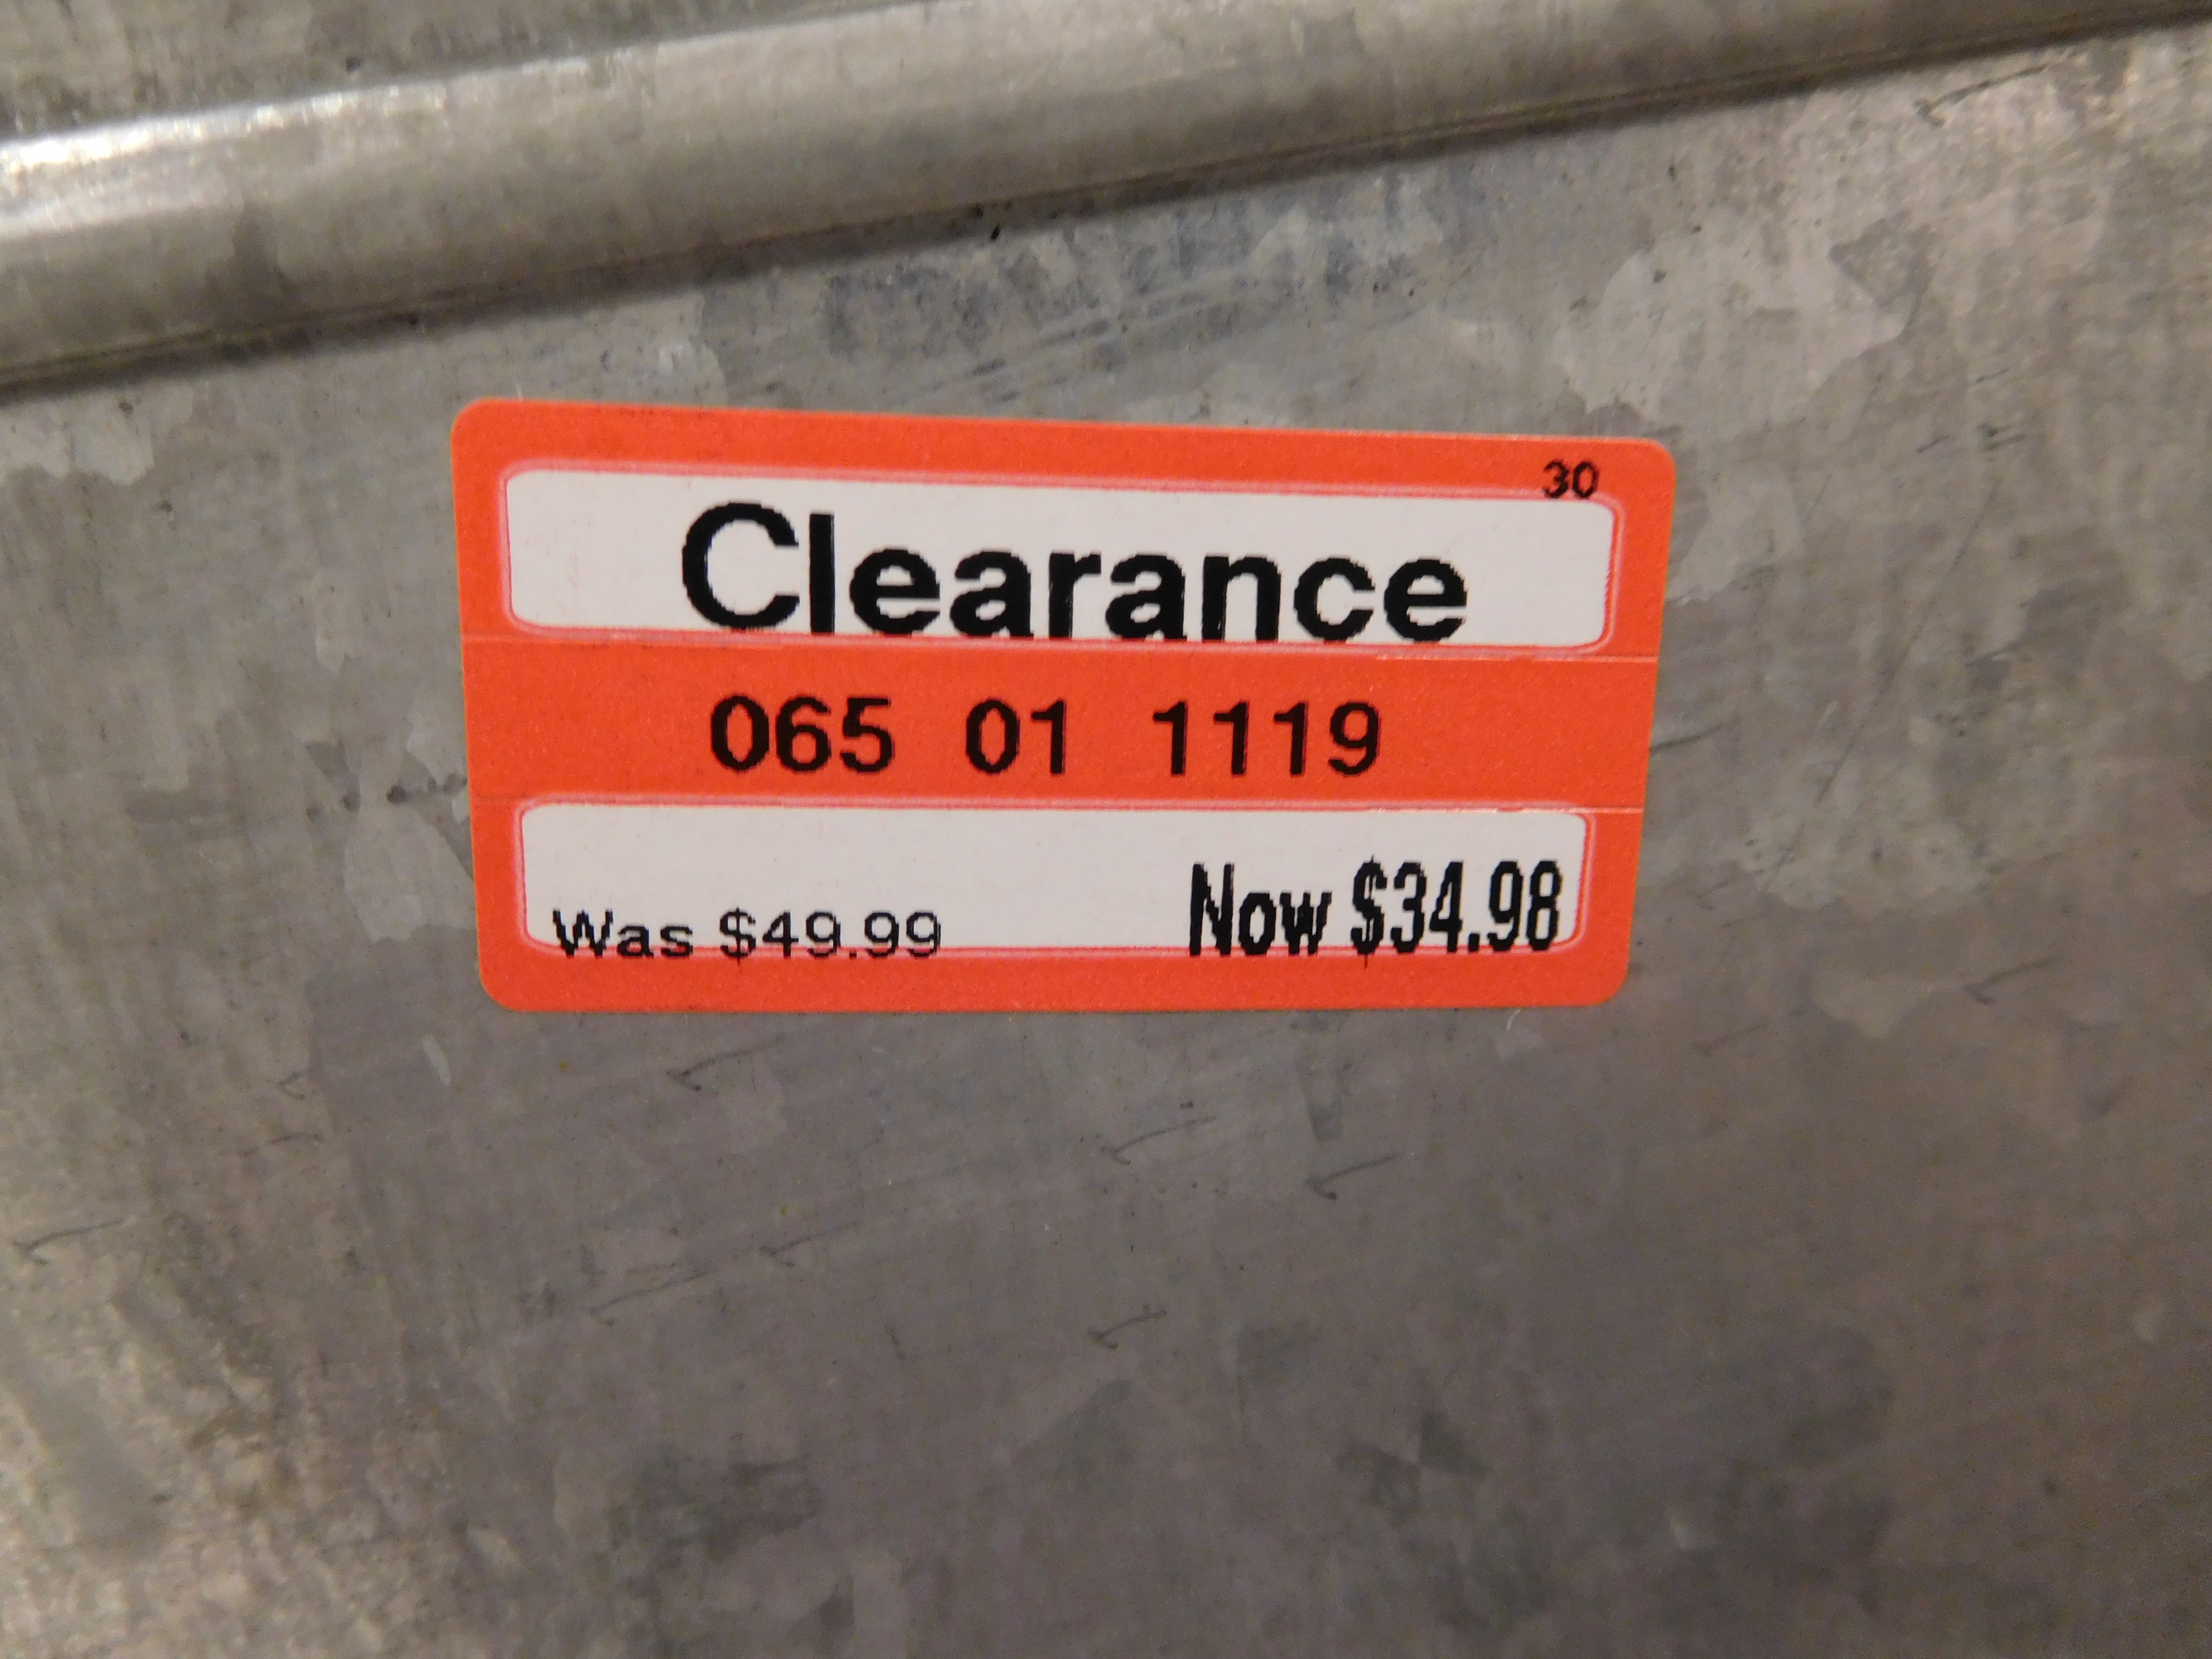 30
Clearance
065 01 1119
Was $49.99 Now $34.98